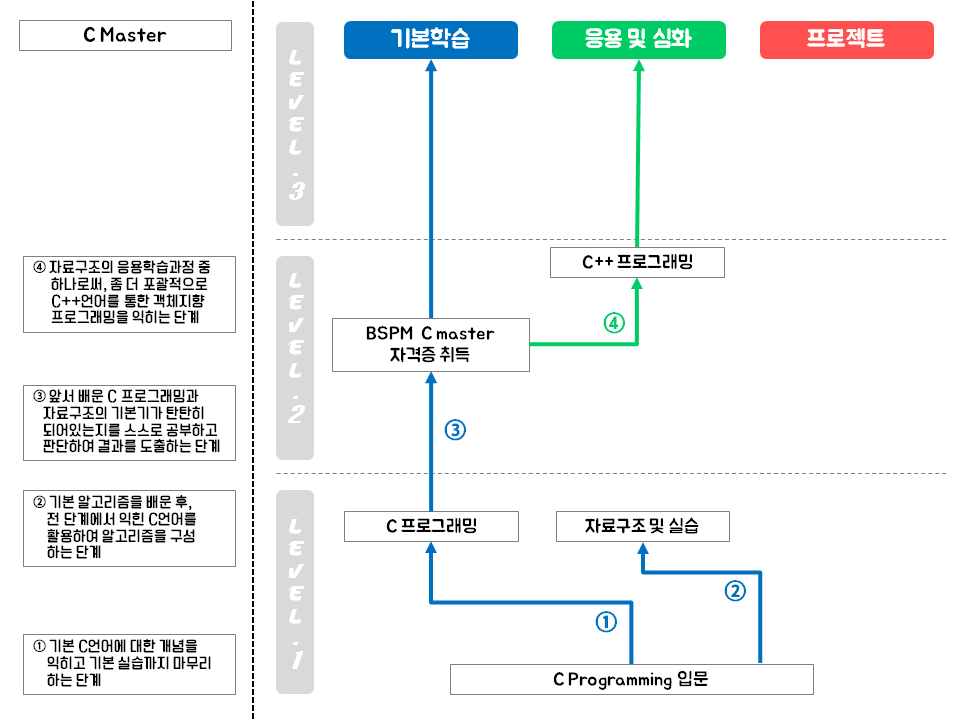 C Master
④ 자료구조의 응용학습과정 중
하나로써, 좀 더 포괄적으로
C++언어를 통한 객체지향
프로그래밍을 익히는 단계
③ 앞서 배운 C 프로그래밍과
자료구조의 기본기가 탄탄히
되어있는지를 스스로 공부하고
판단하여 결과를 도출하는 단계
② 기본 알고리즘을 배운 후,
전 단계에서 익힌 C언어를
활용하여 알고리즘을 구성
하는 단계
① 기본 C언어에 대한 개념을
익히고 기본 실습까지 마무리
하는 단계
기본학습
응용 및 심화
프로젝트
LEVEL.3
C++ 프로그래밍
④
BSPM C master
자격증 취득
LEVEL.2
③
C 프로그래밍
자료구조 및 실습
LEVEL.1
②
①
C Programming 입문